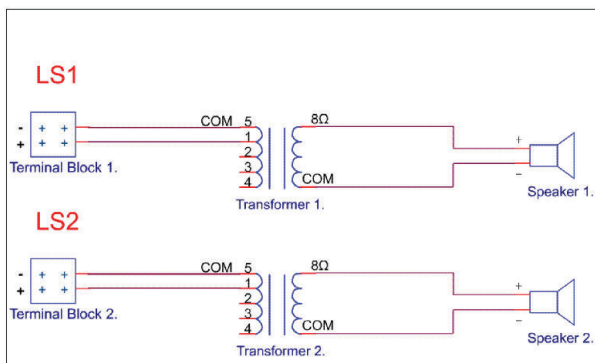 LS1
COM 5 8Ω
- 1 +
+ 2
3 -
4 COM
Terminal Block 1.
Transformer 1.
Speaker 1.
LS2
COM 5 8Ω
- 1 +
+ 2
3 -
4 COM
Terminal Block 2.
Transformer 2.
Speaker 2.